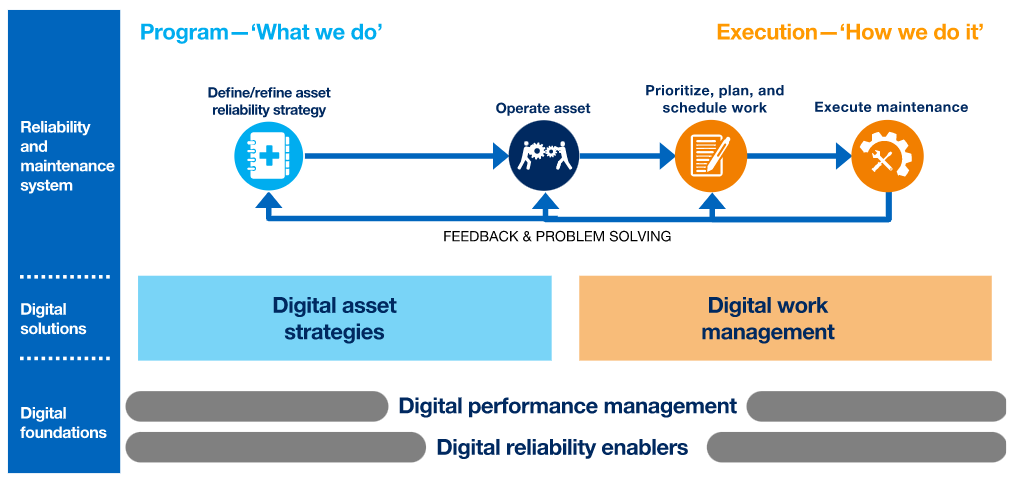 Program—‘What we do’
Execution—‘How we do it’
Reliability
and
maintenance
system
Define/refine asset
reliability strategy
Operate asset
Prioritize, plan, and
schedule work
Execute maintenance
FEEDBACK & PROBLEM SOLVING
Digital
solutions
Digital asset
strategies
Digital work
management
Digital
foundations
Digital performance management
Digital reliability enablers